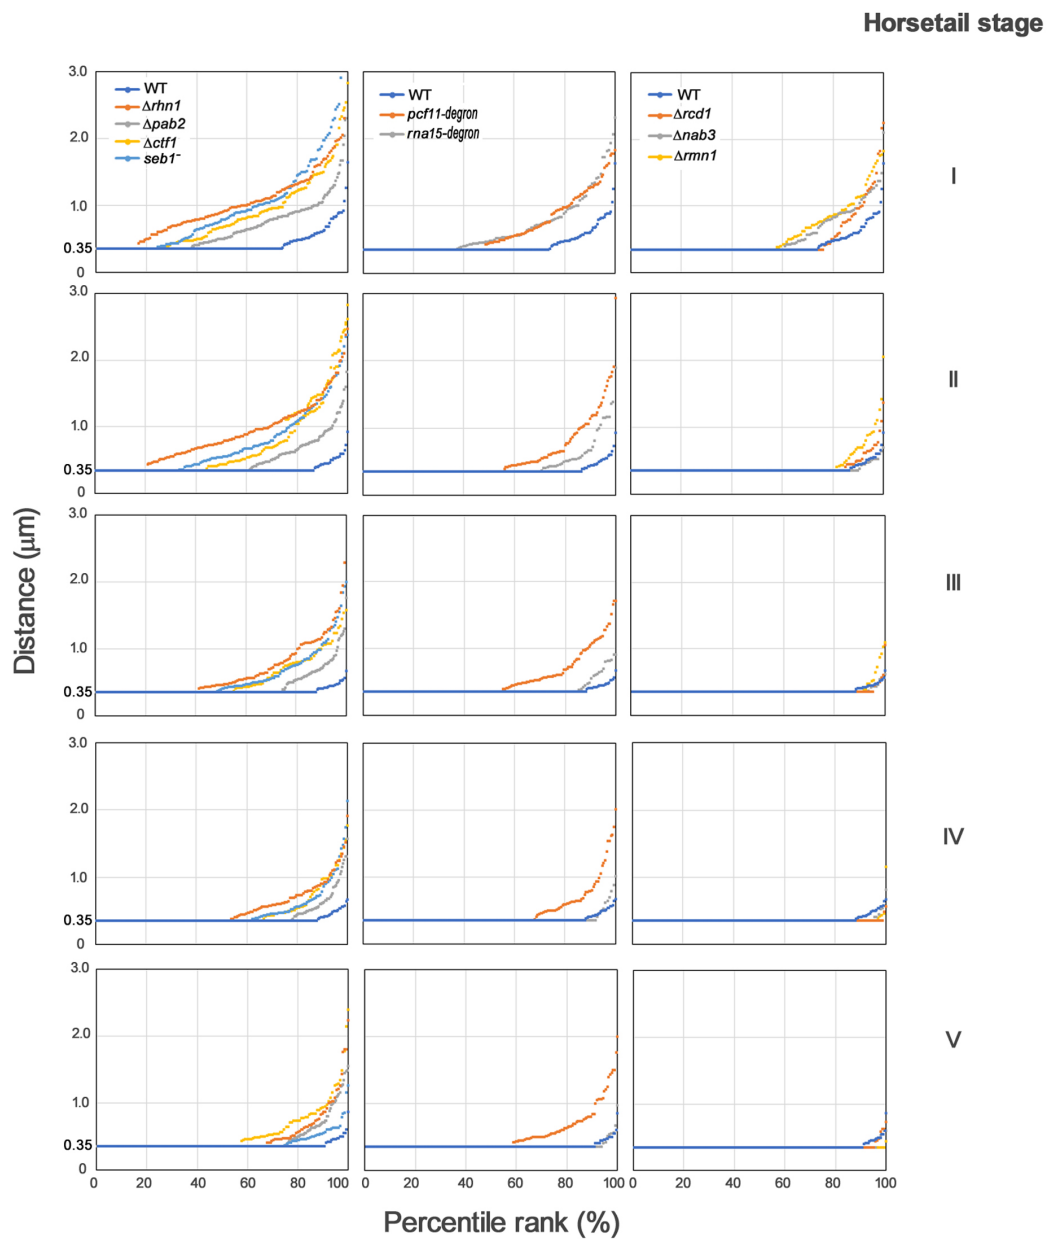 Horsetail stage
3.0
2.0
1.0
0.35
0
WT
Δrhn1
Δpab2
Δctf1
seb1⁻
WT
pcf11-degron
rna15-degron
WT
Δrcd1
Δnab3
Δrmn1
I
3.0
2.0
1.0
0.35
0
II
3.0
2.0
1.0
0.35
0
III
3.0
2.0
1.0
0.35
0
IV
3.0
2.0
1.0
0.35
0
V
0 20 40 60 80 100
0 20 40 60 80 100
0 20 40 60 80 100
Distance (μm)
Percentile rank (%)